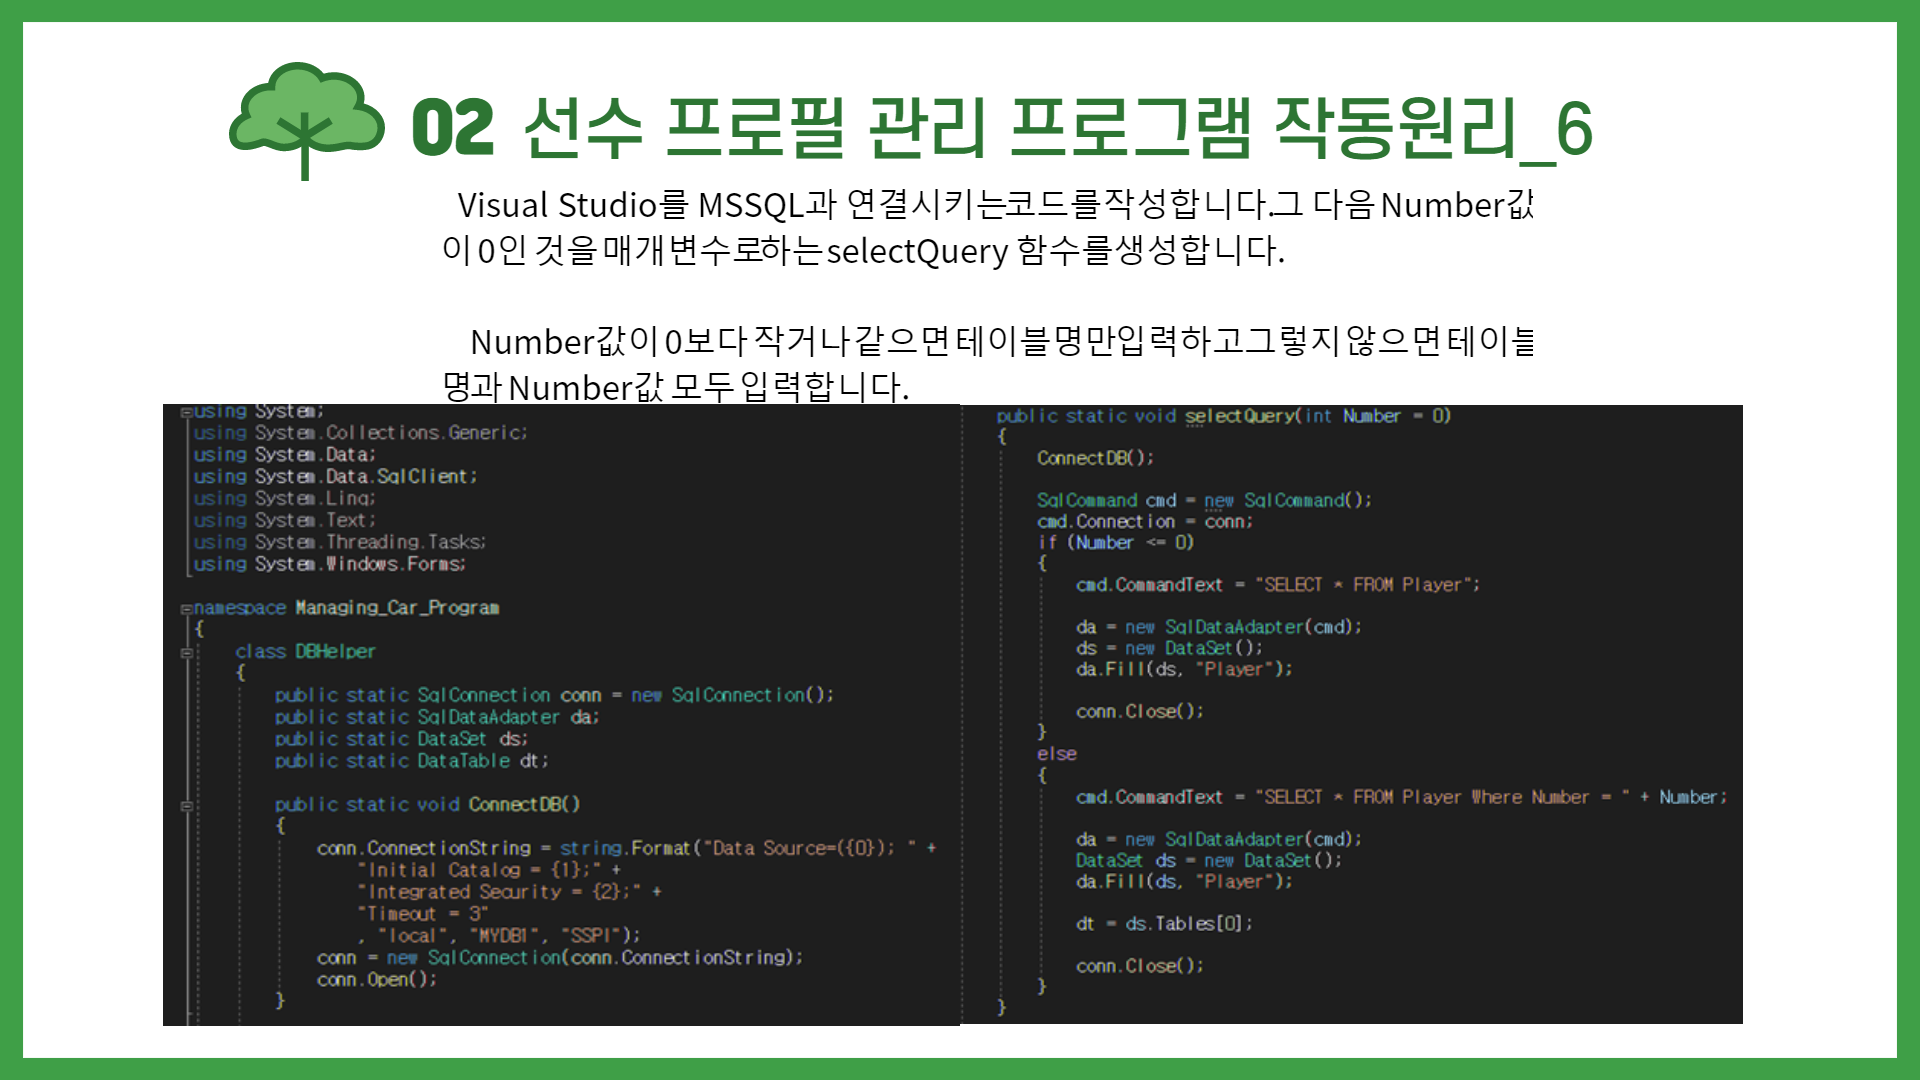 02 선수 프로필 관리 프로그램 작동원리_6
Visual Studio를 MSSQL과 연결시키는코드를작성합니다.그 다음 Number값
이 0인 것을 매개변수로하는 selectQuery 함수를생성합니다.
Number값이 0보다 작거나 같으면 테이블명만입력하고그렇지 않으면 테이블
명과 Number값 모두 입력합니다.
using System;
using System.Collections.Generic;
using System.Data;
using System.Data.SqlClient;
using System.Linq;
using System.Text;
using System.Threading.Tasks;
using System.Windows.Forms;
namespace Managing_Car_Program
{
class DBHelper
{
public static SqlConnection conn = new SqlConnection();
public static SqlDataAdapter da;
public static DataSet ds;
public static DataTable dt;
public static void ConnectDB()
{
conn.ConnectionString = string.Format("Data Source=({0}); " +
"Initial Catalog = {1};" +
"Integrated Security = {2};" +
"Timeout = 3"
, "local", "MYDB1", "SSPI");
conn = new SqlConnection(conn.ConnectionString);
conn.Open();
}
public static void selectQuery(int Number = 0)
{
ConnectDB();
SqlCommand cmd = new SqlCommand();
cmd.Connection = conn;
if (Number <= 0)
{
cmd.CommandText = "SELECT * FROM Player";
da = new SqlDataAdapter(cmd);
ds = new DataSet();
da.Fill(ds, "Player");
conn.Close();
}
else
{
cmd.CommandText = "SELECT * FROM Player Where Number = " + Number;
da = new SqlDataAdapter(cmd);
DataSet ds = new DataSet();
da.Fill(ds, "Player");
dt = ds.Tables[0];
conn.Close();
}
}